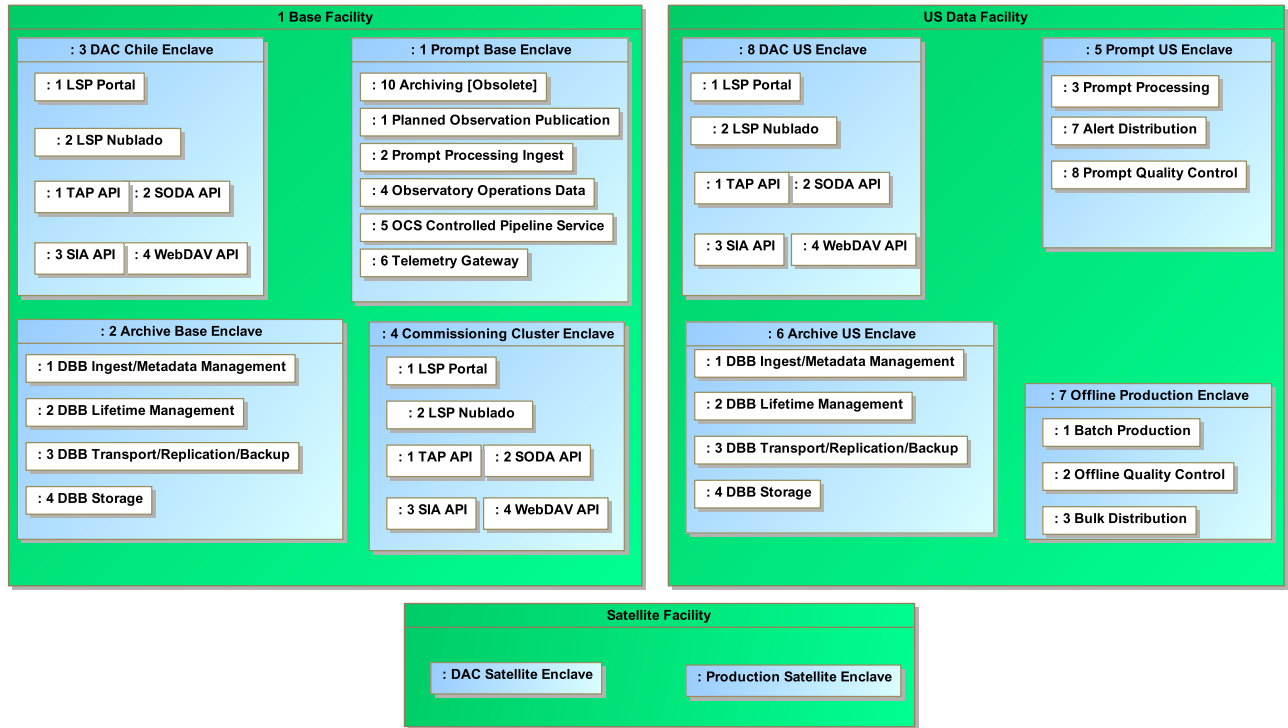 1 Base Facility
: 3 DAC Chile Enclave
: 1 LSP Portal
: 2 LSP Nublado
: 1 TAP API
: 2 SODA API
: 3 SIA API
: 4 WebDAV API
: 1 Prompt Base Enclave
: 10 Archiving [Obsolete]
: 1 Planned Observation Publication
: 2 Prompt Processing Ingest
: 4 Observatory Operations Data
: 5 OCS Controlled Pipeline Service
: 6 Telemetry Gateway
: 2 Archive Base Enclave
: 1 DBB Ingest/Metadata Management
: 2 DBB Lifetime Management
: 3 DBB Transport/Replication/Backup
: 4 DBB Storage
: 4 Commissioning Cluster Enclave
: 1 LSP Portal
: 2 LSP Nublado
: 1 TAP API
: 2 SODA API
: 3 SIA API
: 4 WebDAV API
US Data Facility
: 8 DAC US Enclave
: 1 LSP Portal
: 2 LSP Nublado
: 1 TAP API
: 2 SODA API
: 3 SIA API
: 4 WebDAV API
: 5 Prompt US Enclave
: 3 Prompt Processing
: 7 Alert Distribution
: 8 Prompt Quality Control
: 6 Archive US Enclave
: 1 DBB Ingest/Metadata Management
: 2 DBB Lifetime Management
: 3 DBB Transport/Replication/Backup
: 4 DBB Storage
: 7 Offline Production Enclave
: 1 Batch Production
: 2 Offline Quality Control
: 3 Bulk Distribution
Satellite Facility
: DAC Satellite Enclave
: Production Satellite Enclave